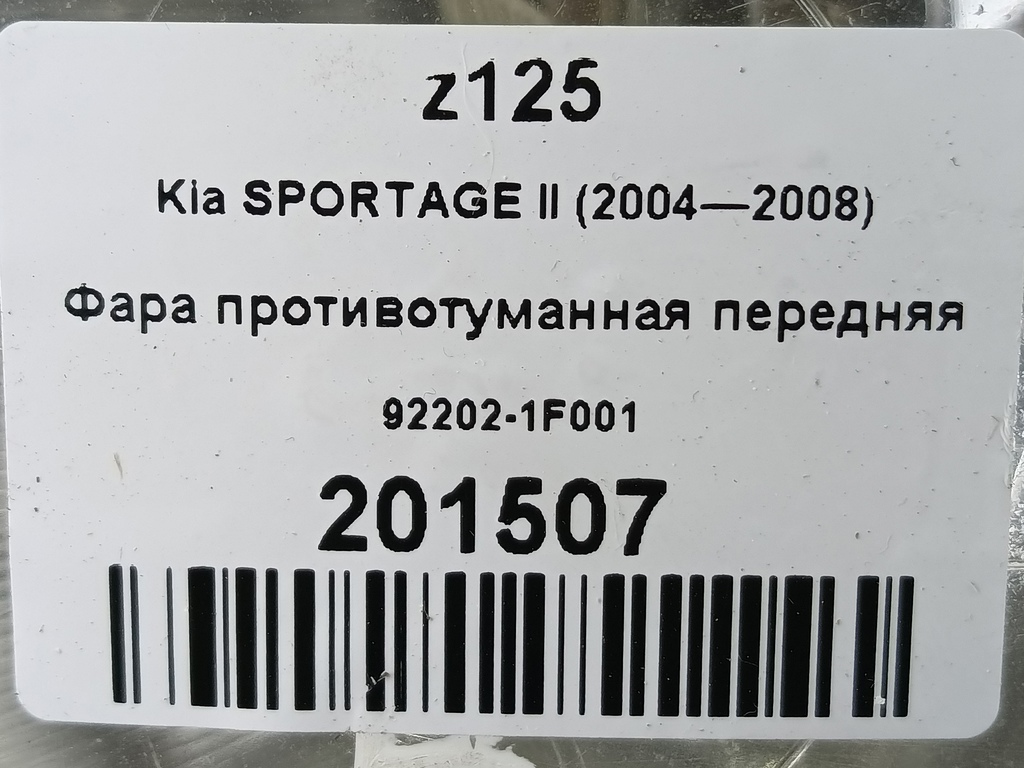 z125
Kia SPORTAGE II (2004—2008)
Фара противотуманная передняя
92202-1F001
201507